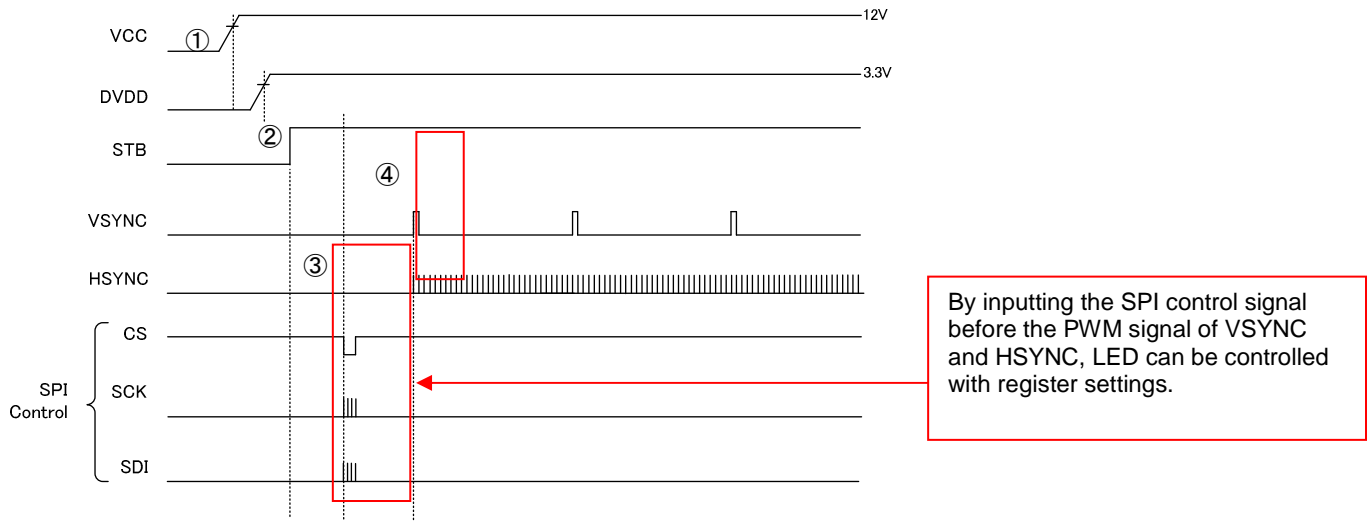 VCC
①
12V
DVDD
3.3V
②
STB
④
VSYNC
③
HSYNC
CS
SPI
Control
SCK
SDI
By inputting the SPI control signal
before the PWM signal of VSYNC
and HSYNC, LED can be controlled
with register settings.